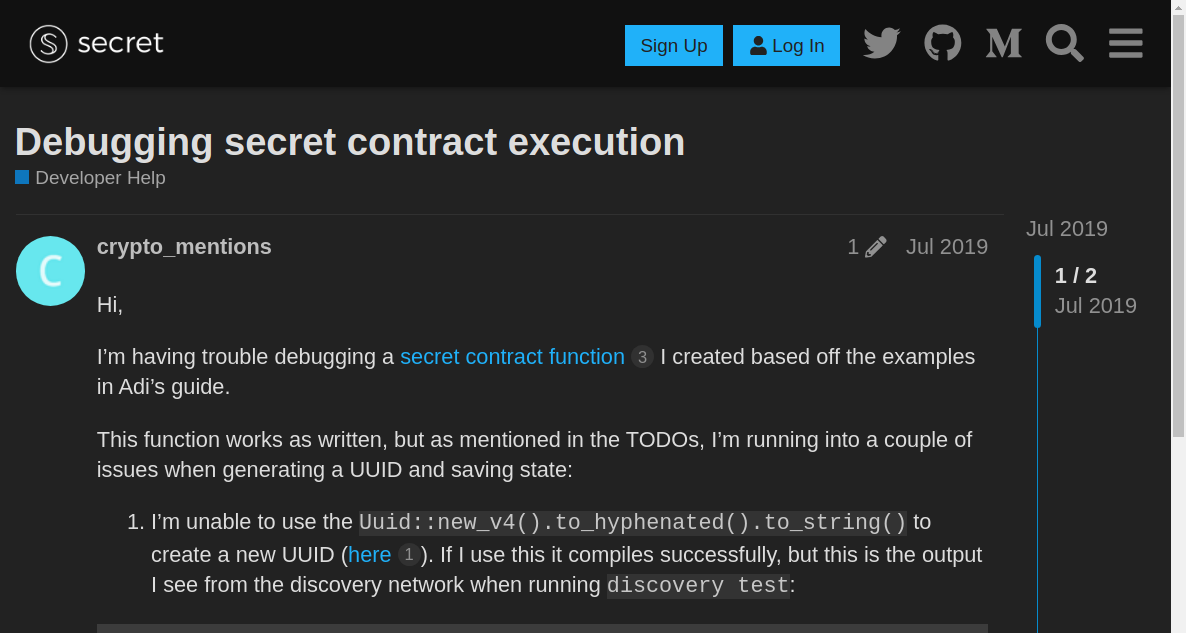 secret
Sign Up
Log In
Debugging secret contract execution
Developer Help
Jul 2019
C
crypto_mentions
1
Jul 2019
1 / 2
Jul 2019
Hi,
I’m having trouble debugging a secret contract function 3 I created based off the examples
in Adi’s guide.
This function works as written, but as mentioned in the TODOs, I’m running into a couple of
issues when generating a UUID and saving state:
1. I’m unable to use the Uuid::new_v4().to_hyphenated().to_string() to
create a new UUID (here 1 ). If I use this it compiles successfully, but this is the output
I see from the discovery network when running discovery test: